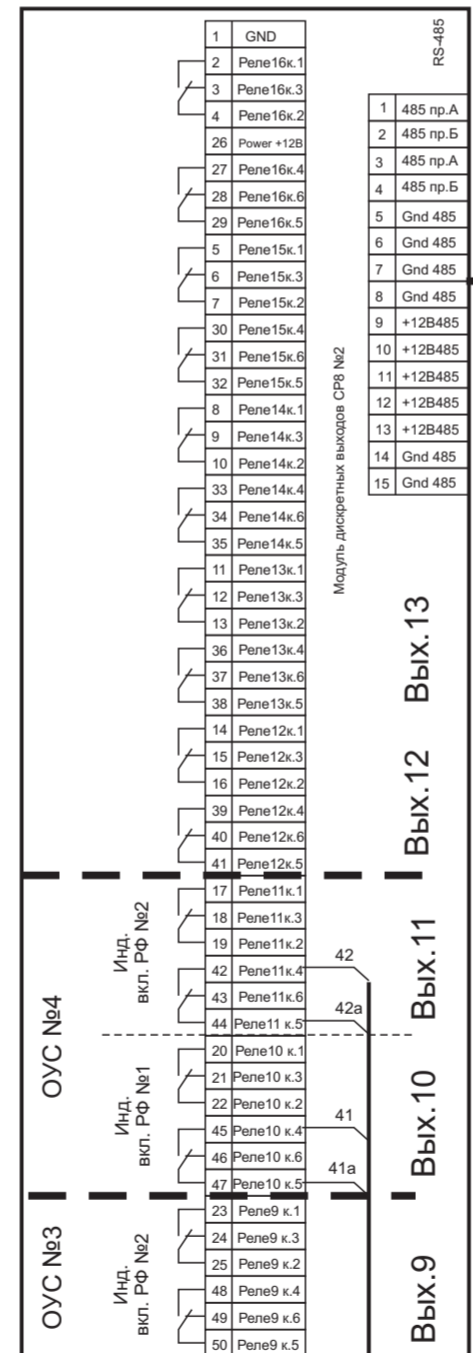 1 GND
2 Реле16к.1
3 Реле16к.3
4 Реле16к.2
26 Power +12В
27 Реле16к.4
28 Реле16к.6
29 Реле16к.5
5 Реле15к.1
6 Реле15к.3
7 Реле15к.2
30 Реле15к.4
31 Реле15к.6
32 Реле15к.5
8 Реле14к.1
9 Реле14к.3
10 Реле14к.2
33 Реле14к.4
34 Реле14к.6
35 Реле14к.5
11 Реле13к.1
12 Реле13к.3
13 Реле13к.2
36 Реле13к.4
37 Реле13к.6
38 Реле13к.5
14 Реле12к.1
15 Реле12к.3
16 Реле12к.2
39 Реле12к.4
40 Реле12к.6
41 Реле12к.5
17 Реле11к.1
18 Реле11к.3
19 Реле11к.2
42 Реле11к.4
43 Реле11к.6
44 Реле11 к.5
20 Реле10 к.1
21 Реле10 к.3
22 Реле10 к.2
45 Реле10 к.4
46 Реле10 к.6
47 Реле10 к.5
23 Реле9 к.1
24 Реле9 к.3
25 Реле9 к.2
48 Реле9 к.4
49 Реле9 к.6
50 Реле9 к.5
RS-485
1 485 пр.А
2 485 пр.Б
3 485 пр.А
4 485 пр.Б
5 Gnd 485
6 Gnd 485
7 Gnd 485
8 Gnd 485
9 +12В485
10 +12В485
11 +12В485
12 +12В485
13 +12В485
14 Gnd 485
15 Gnd 485
Модуль дискретных выходов СР8 №2
Вых.13
Вых.12
Вых.11
Вых.10
Вых.9
42
42а
41
41а
ОУС №4
Инд.
вкл. РФ №2
Инд.
вкл. РФ №1
ОУС №3
Инд.
вкл. РФ №2